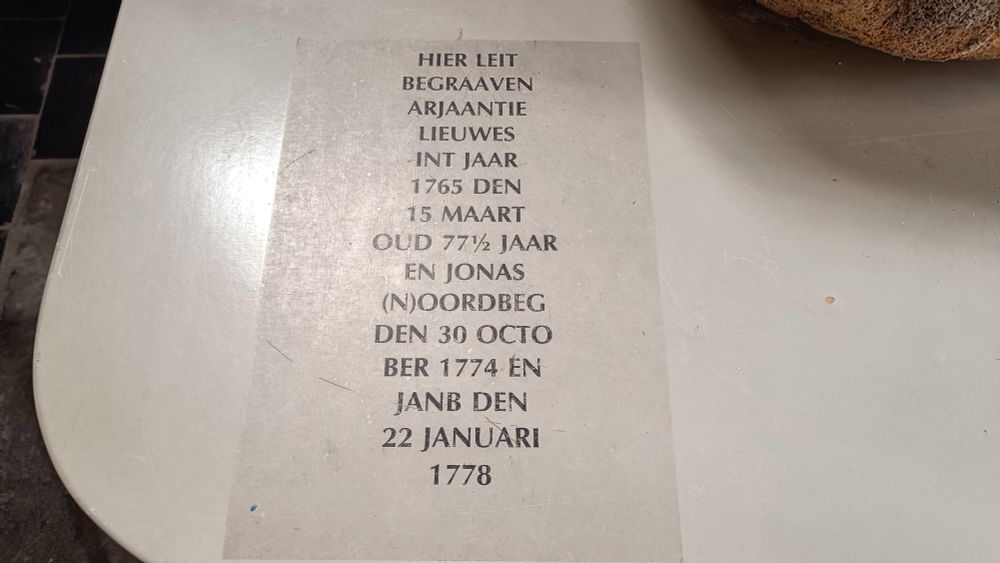 HIER LEIT
BEGRAAVEN
ARJAANTIE
LIEUWES
INT JAAR
1765 DEN
15 MAART
OUD 77½ JAAR
EN JONAS
(N)OORDBEG
DEN 30 OCTO
BER 1774 EN
JANB DEN
22 JANUARI
1778